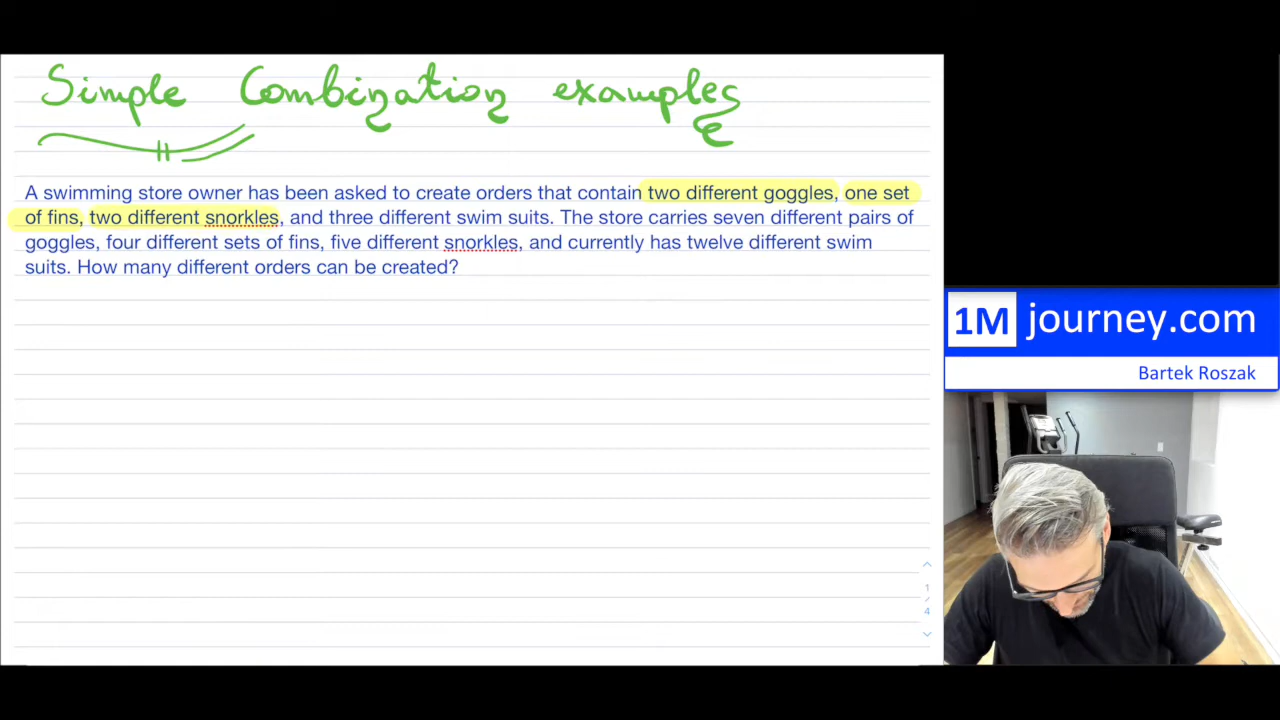 Simple Combination examples
A swimming store owner has been asked to create orders that contain two different goggles, one set
of fins, two different snorkles, and three different swim suits. The store carries seven different pairs of
goggles, four different sets of fins, five different snorkles, and currently has twelve different swim
suits. How many different orders can be created?
1M journey.com
Bartek Roszak
1
/
4